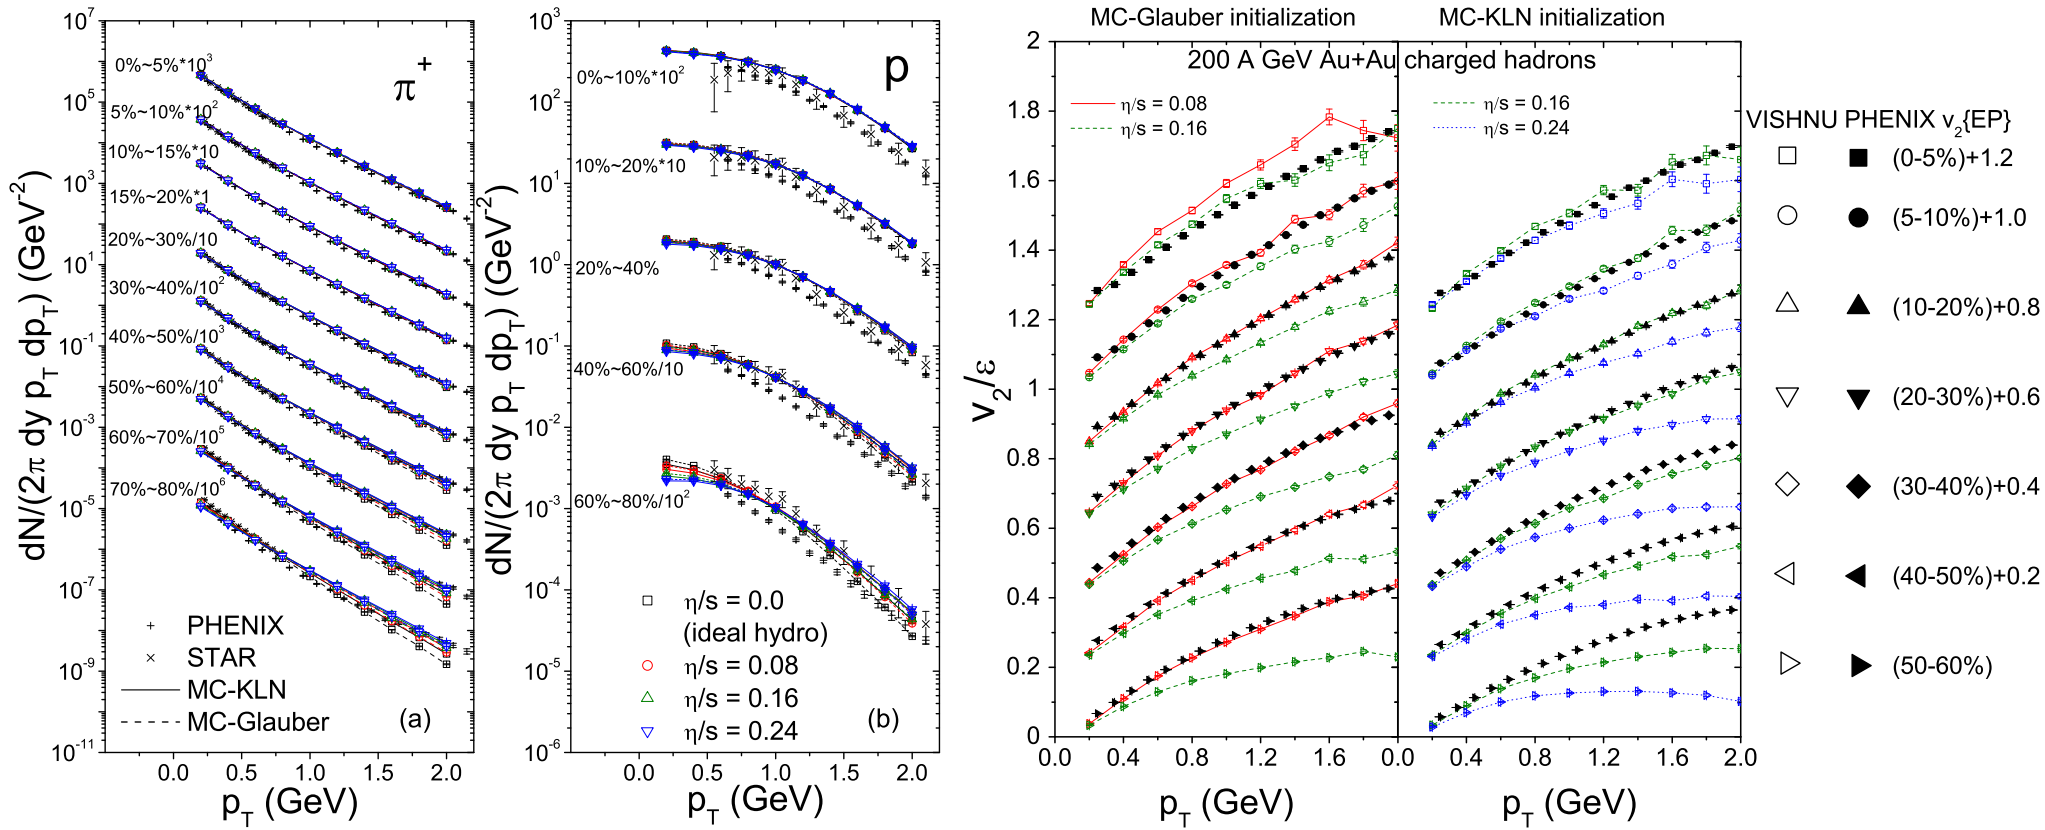 10^7
10^5
10^3
10^1
10^-1
10^-3
10^-5
10^-7
10^-9
10^-11
dN/(2π dy p_T dp_T) (GeV^-2)
π^+
0%~5%*10^3
5%~10%*10^2
10%~15%*10
15%~20%*1
20%~30%/10
30%~40%/10^2
40%~50%/10^3
50%~60%/10^4
60%~70%/10^5
70%~80%/10^6
PHENIX
STAR
MC-KLN
MC-Glauber
(a)
0.0 0.5 1.0 1.5 2.0
p_T (GeV)
10^3
10^2
10^1
10^0
10^-1
10^-2
10^-3
10^-4
10^-5
10^-6
dN/(2π dy p_T dp_T) (GeV^-2)
p
0%~10%*10^2
10%~20%*10
20%~40%
40%~60%/10
60%~80%/10^2
η/s = 0.0
(ideal hydro)
η/s = 0.08
η/s = 0.16
η/s = 0.24
(b)
0.0 0.5 1.0 1.5 2.0
p_T (GeV)
MC-Glauber initialization MC-KLN initialization
200 A GeV Au+Au charged hadrons
2
1.8
1.6
1.4
1.2
1
0.8
0.6
0.4
0.2
0
v_2/ε
η/s = 0.08
η/s = 0.16
η/s = 0.16
η/s = 0.24
0.0 0.4 0.8 1.2 1.6 0.0 0.4 0.8 1.2 1.6 2.0
p_T (GeV) p_T (GeV)
VISHNU PHENIX v_2{EP}
(0-5%)+1.2
(5-10%)+1.0
(10-20%)+0.8
(20-30%)+0.6
(30-40%)+0.4
(40-50%)+0.2
(50-60%)